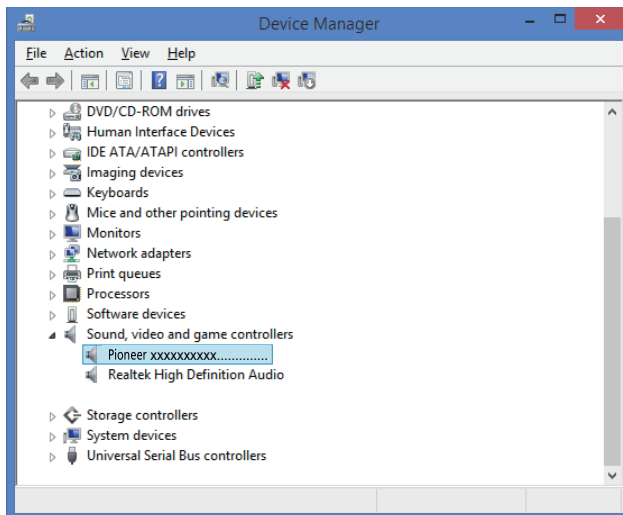 Device Manager
File Action View Help
DVD/CD-ROM drives
Human Interface Devices
IDE ATA/ATAPI controllers
Imaging devices
Keyboards
Mice and other pointing devices
Monitors
Network adapters
Print queues
Processors
Software devices
Sound, video and game controllers
Pioneer xxxxxxxxxx..............
Realtek High Definition Audio
Storage controllers
System devices
Universal Serial Bus controllers